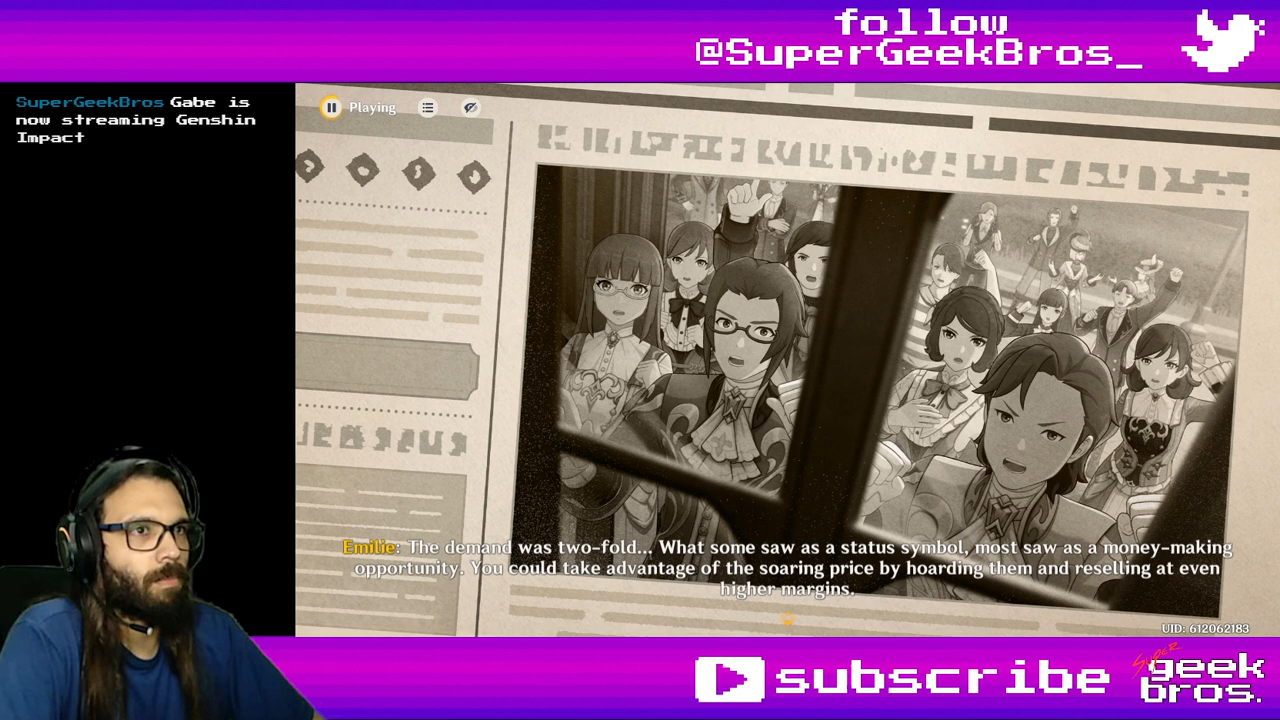 follow
@SuperGeekBros_
SuperGeekBros Gabe is
now streaming Genshin
Impact
Playing
Emilie: The demand was two-fold... What some saw as a status symbol, most saw as a money-making
opportunity. You could take advantage of the soaring price by hoarding them and reselling at even
higher margins.
UID: 612062183
subscribe
SUPER
geek
bros.